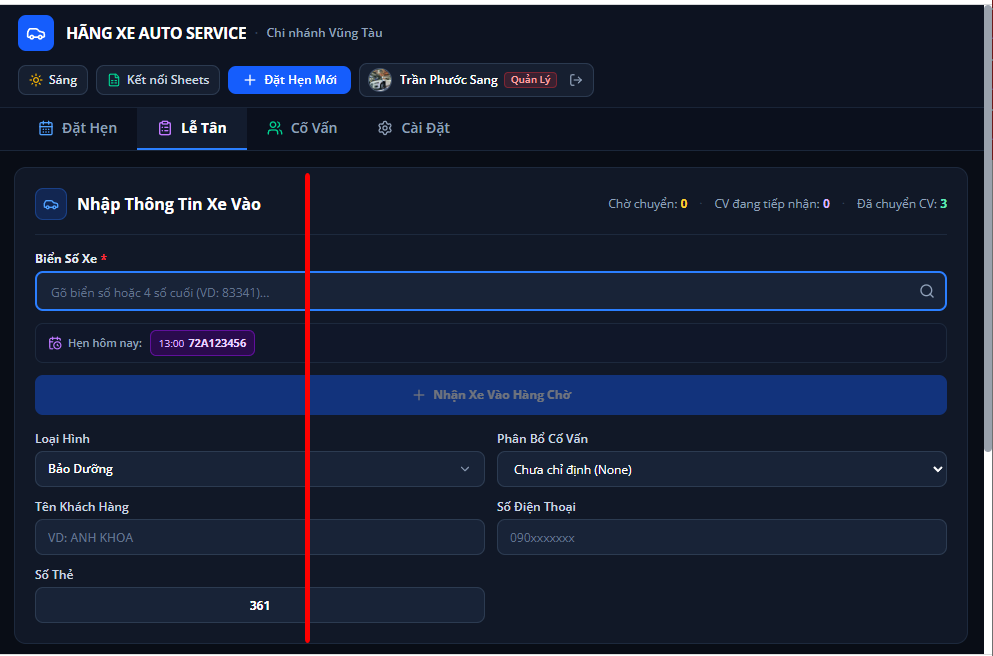 HÃNG XE AUTO SERVICE · Chi nhánh Vũng Tàu
Sáng Kết nối Sheets + Đặt Hẹn Mới Trần Phước Sang Quản Lý
Đặt Hẹn Lễ Tân Cố Vấn Cài Đặt
Nhập Thông Tin Xe Vào Chờ chuyển: 0 · CV đang tiếp nhận: 0 · Đã chuyển CV: 3
Biển Số Xe *
Gõ biển số hoặc 4 số cuối (VD: 83341)...
Hẹn hôm nay: 13:00 72A123456
+ Nhận Xe Vào Hàng Chờ
Loại Hình Phân Bổ Cố Vấn
Bảo Dưỡng Chưa chỉ định (None)
Tên Khách Hàng Số Điện Thoại
VD: ANH KHOA 090xxxxxxx
Số Thẻ
361